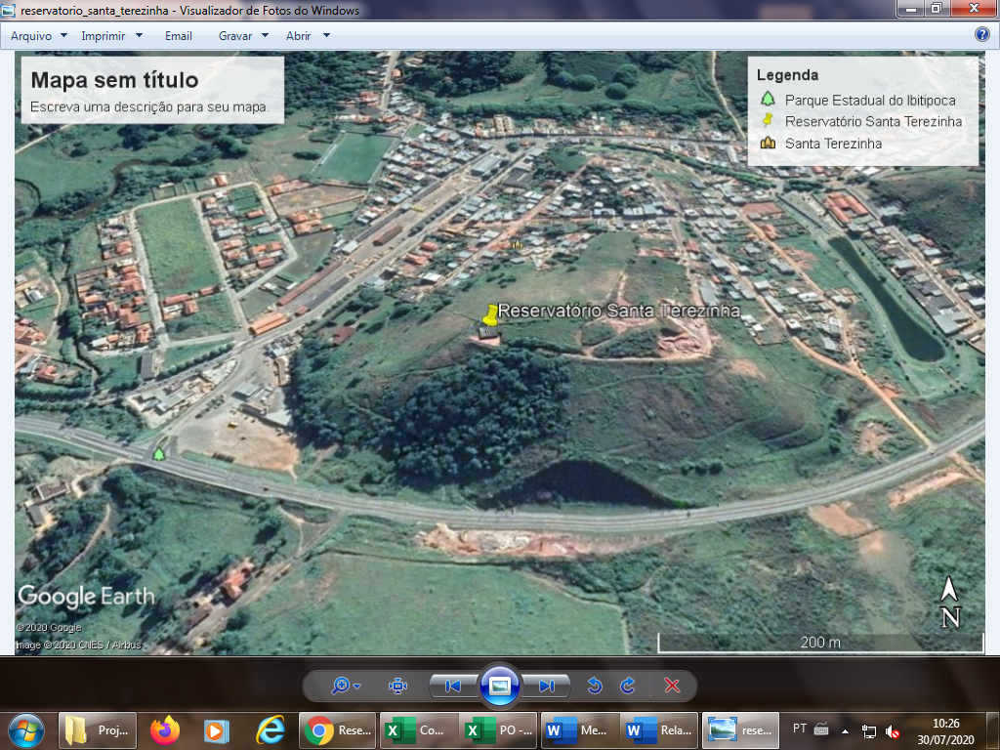 reservatorio_santa_terezinha - Visualizador de Fotos do Windows
Arquivo Imprimir Email Gravar Abrir
Mapa sem título
Escreva uma descrição para seu mapa.
Legenda
Parque Estadual do Ibitipoca
Reservatório Santa Terezinha
Santa Terezinha
Reservatório Santa Terezinha
Google Earth
© 2020 Google
Image © 2020 CNES / Airbus
N
200 m
Proj... Rese... Co... PO -... Me... Rela... rese... PT 10:26
30/07/2020